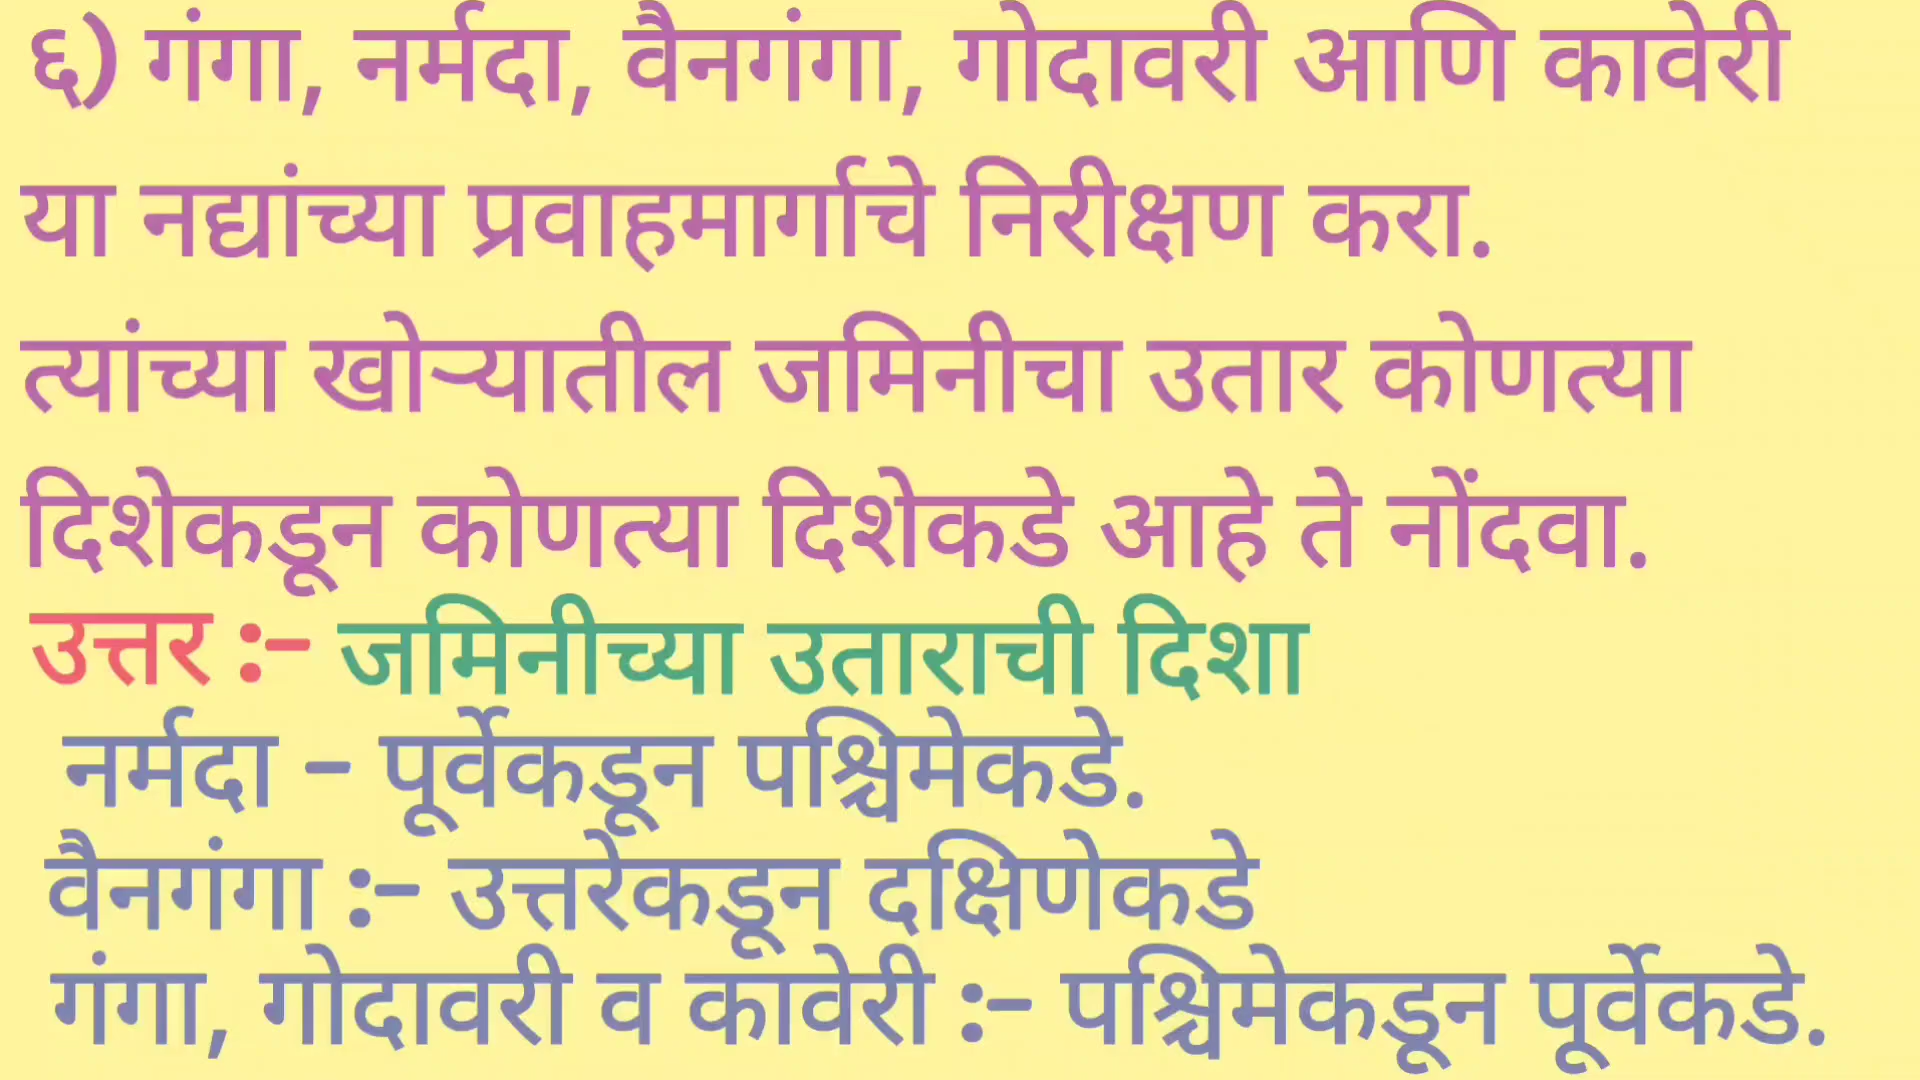 ६) गंगा, नर्मदा, वैनगंगा, गोदावरी आणि कावेरी
या नद्यांच्या प्रवाहमार्गाचे निरीक्षण करा.
त्यांच्या खोऱ्यातील जमिनीचा उतार कोणत्या
दिशेकडून कोणत्या दिशेकडे आहे ते नोंदवा.
उत्तर :- जमिनीच्या उताराची दिशा
नर्मदा - पूर्वेकडून पश्चिमेकडे.
वैनगंगा :- उत्तरेकडून दक्षिणेकडे
गंगा, गोदावरी व कावेरी :- पश्चिमेकडून पूर्वेकडे.